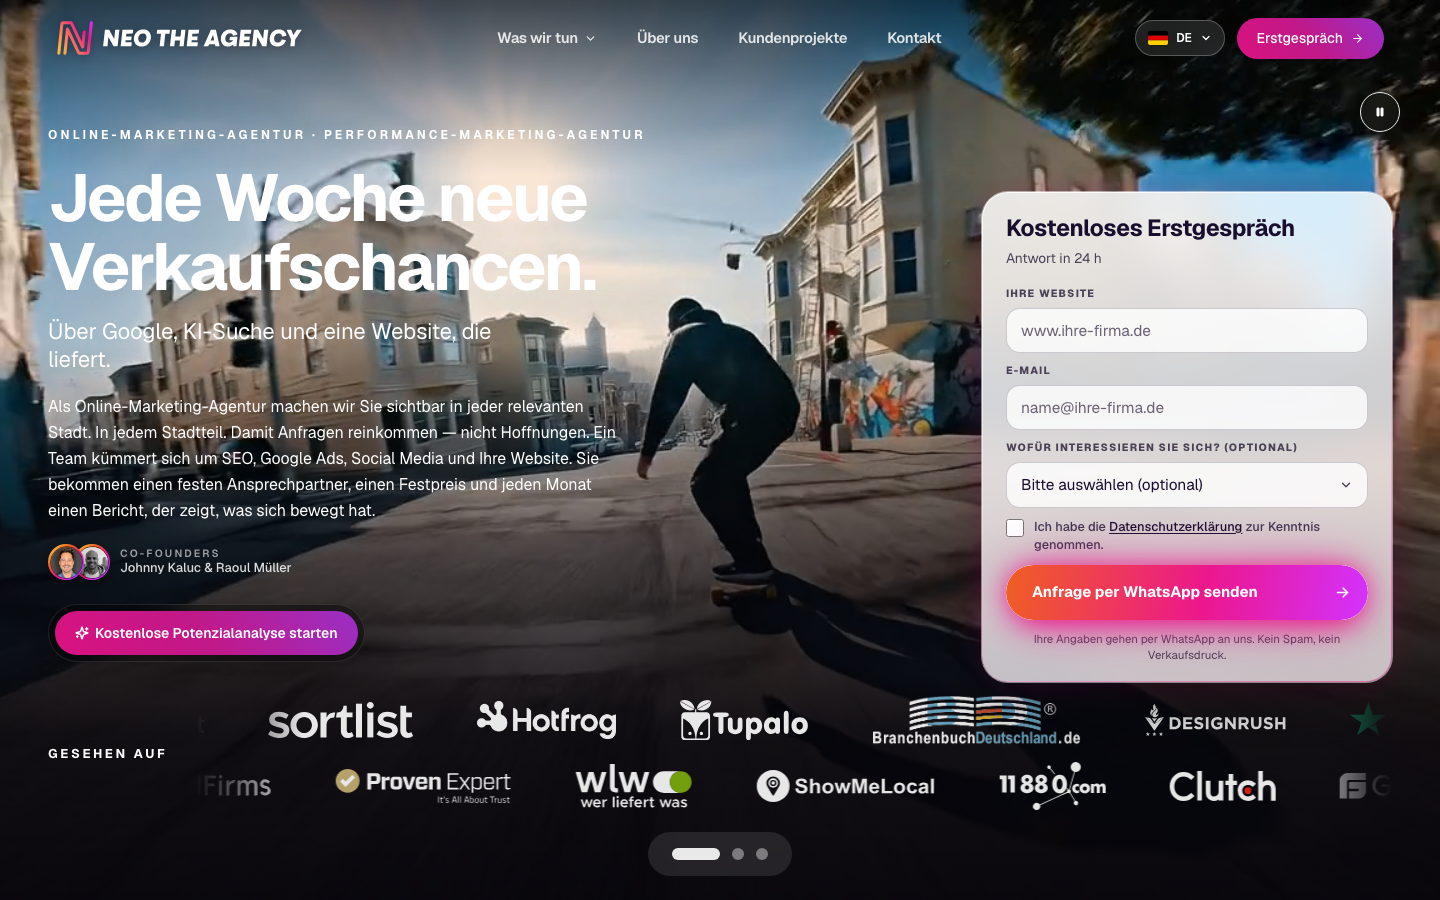 NEO THE AGENCY
Was wir tun
Über uns
Kundenprojekte
Kontakt
DE
Erstgespräch
ONLINE-MARKETING-AGENTUR · PERFORMANCE-MARKETING-AGENTUR
Jede Woche neue
Verkaufschancen.
Über Google, KI-Suche und eine Website, die
liefert.
Als Online-Marketing-Agentur machen wir Sie sichtbar in jeder relevanten
Stadt. In jedem Stadtteil. Damit Anfragen reinkommen — nicht Hoffnungen. Ein
Team kümmert sich um SEO, Google Ads, Social Media und Ihre Website. Sie
bekommen einen festen Ansprechpartner, einen Festpreis und jeden Monat
einen Bericht, der zeigt, was sich bewegt hat.
CO-FOUNDERS
Johnny Kaluc & Raoul Müller
Kostenlose Potenzialanalyse starten
Kostenloses Erstgespräch
Antwort in 24 h
IHRE WEBSITE
www.ihre-firma.de
E-MAIL
name@ihre-firma.de
WOFÜR INTERESSIEREN SIE SICH? (OPTIONAL)
Bitte auswählen (optional)
Ich habe die Datenschutzerklärung zur Kenntnis
genommen.
Anfrage per WhatsApp senden
Ihre Angaben gehen per WhatsApp an uns. Kein Spam, kein
Verkaufsdruck.
GESEHEN AUF
sortlist
Hotfrog
Tupalo
BranchenbuchDeutschland.de
®
DESIGNRUSH
Firms
ProvenExpert
It's All About Trust
wlw
wer liefert was
ShowMeLocal
11880.com
Clutch
G